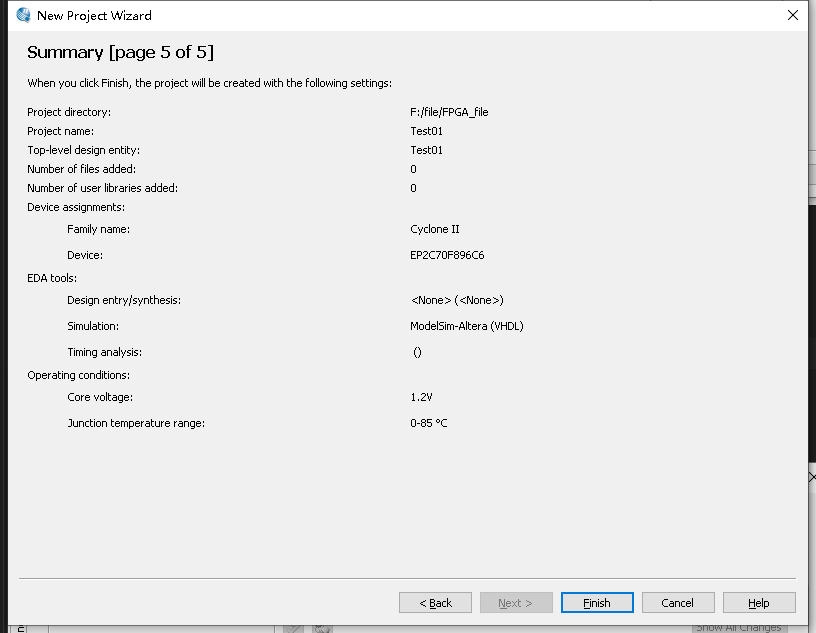 New Project Wizard
Summary [page 5 of 5]
When you click Finish, the project will be created with the following settings:
Project directory: F:/file/FPGA_file
Project name: Test01
Top-level design entity: Test01
Number of files added: 0
Number of user libraries added: 0
Device assignments:
Family name: Cyclone II
Device: EP2C70F896C6
EDA tools:
Design entry/synthesis: <None> (<None>)
Simulation: ModelSim-Altera (VHDL)
Timing analysis: ()
Operating conditions:
Core voltage: 1.2V
Junction temperature range: 0-85 °C
< Back Next > Finish Cancel Help
Show All Changes